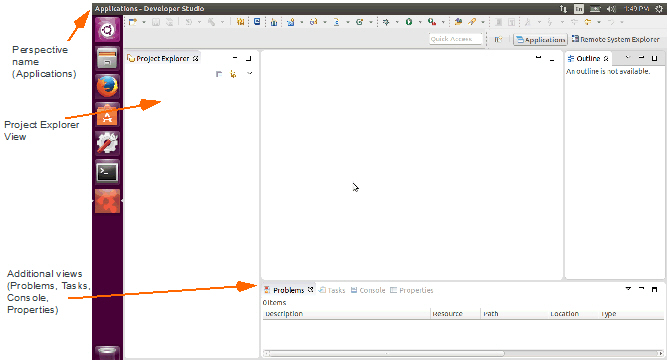 Applications - Developer Studio
En
1:49 PM
Perspective
name
(Applications)
Quick Access
Applications
Remote System Explorer
Project Explorer
Outline
An outline is not available.
Project Explorer
View
Additional views
(Problems, Tasks,
Console,
Properties)
Problems
Tasks
Console
Properties
0 items
Description
Resource
Path
Location
Type